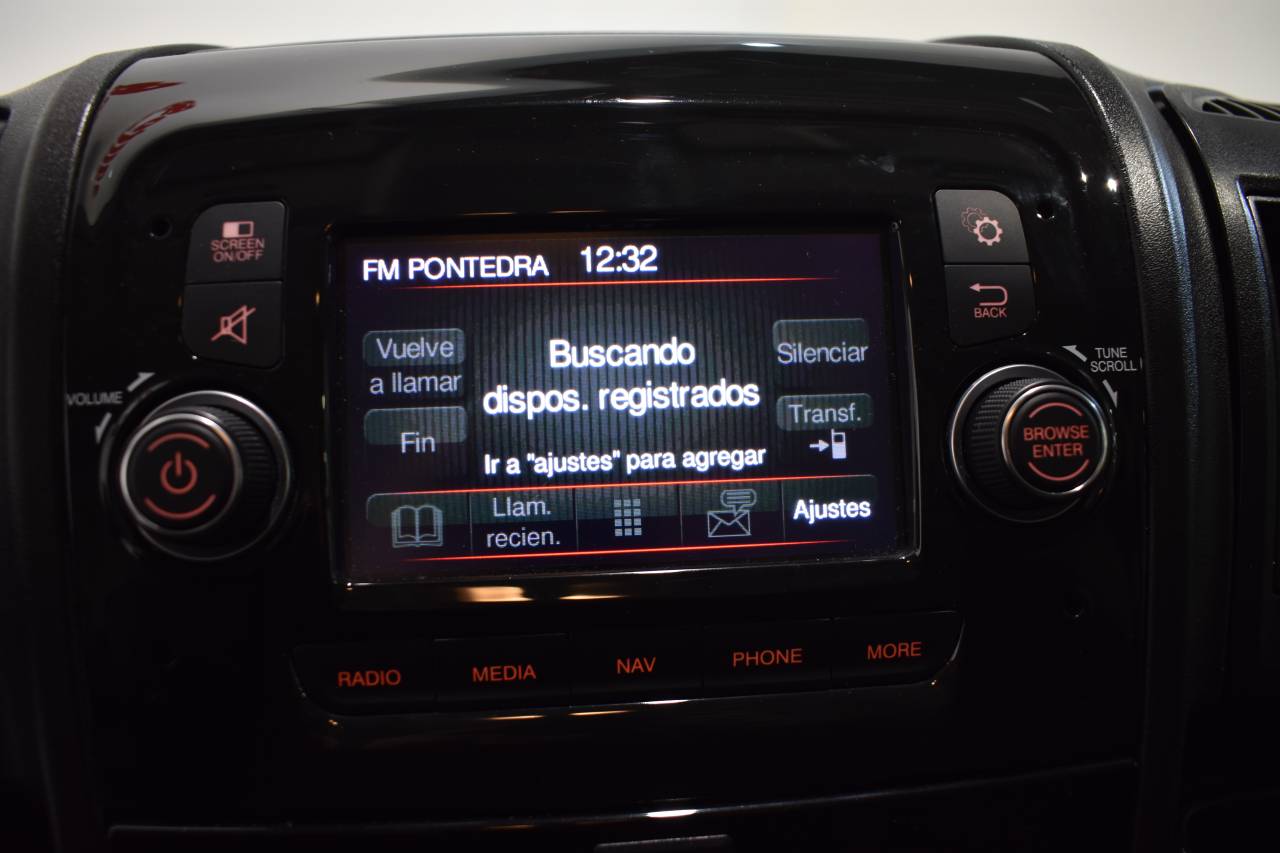 SCREEN
ON/OFF
VOLUME
FM PONTEDRA 12:32
Vuelve
a llamar
Fin
Buscando
dispos. registrados
Ir a "ajustes" para agregar
Silenciar
Transf.
Llam.
recien.
Ajustes
BACK
TUNE
SCROLL
BROWSE
ENTER
RADIO MEDIA NAV PHONE MORE